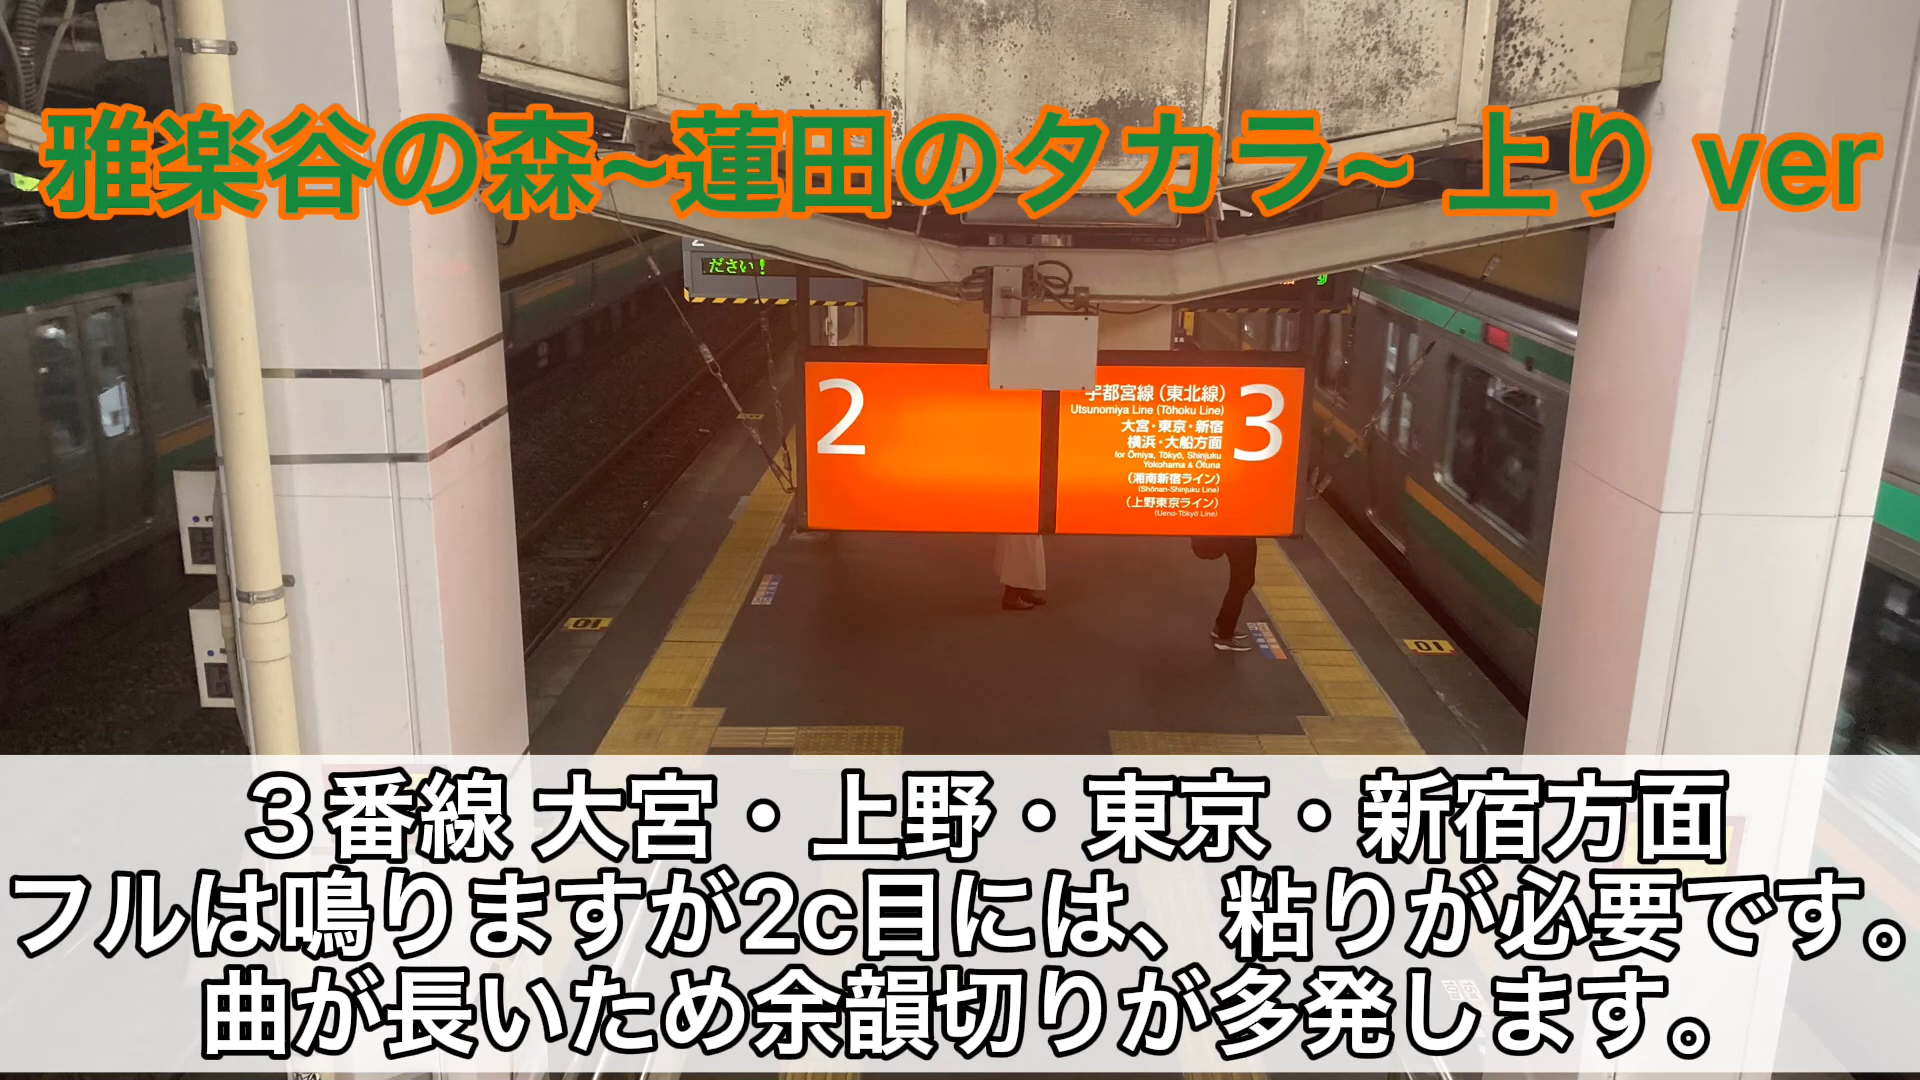 雅楽谷の森~蓮田のタカラ~ 上り ver
ださい!
2
宇都宮線(東北線)
Utsunomiya Line (Tōhoku Line)
大宮・東京・新宿
横浜・大船方面
for Ōmiya, Tōkyō, Shinjuku
Yokohama & Ōfuna
(湘南新宿ライン)
(Shōnan-Shinjuku Line)
(上野東京ライン)
(Ueno-Tōkyō Line)
3
10
10
3番線 大宮・上野・東京・新宿方面
フルは鳴りますが2c目には、粘りが必要です。
曲が長いため余韻切りが多発します。